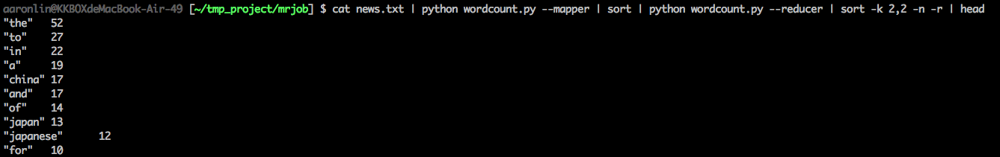 aaronlin@KKBOXdeMacBook-Air-49 [~/tmp_project/mrjob] $ cat news.txt | python wordcount.py --mapper | sort | python wordcount.py --reducer | sort -k 2,2 -n -r | head
"the"	52
"to"	27
"in"	22
"a"	19
"china"	17
"and"	17
"of"	14
"japan"	13
"japanese"	12
"for"	10